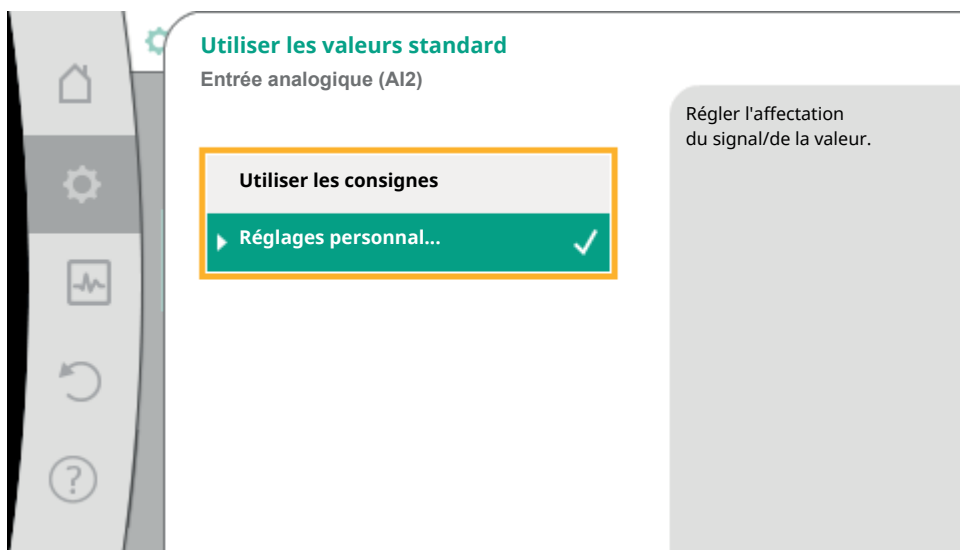 Utiliser les valeurs standard
Entrée analogique (AI2)
Utiliser les consignes
Réglages personnal...
Régler l'affectation
du signal/de la valeur.
?